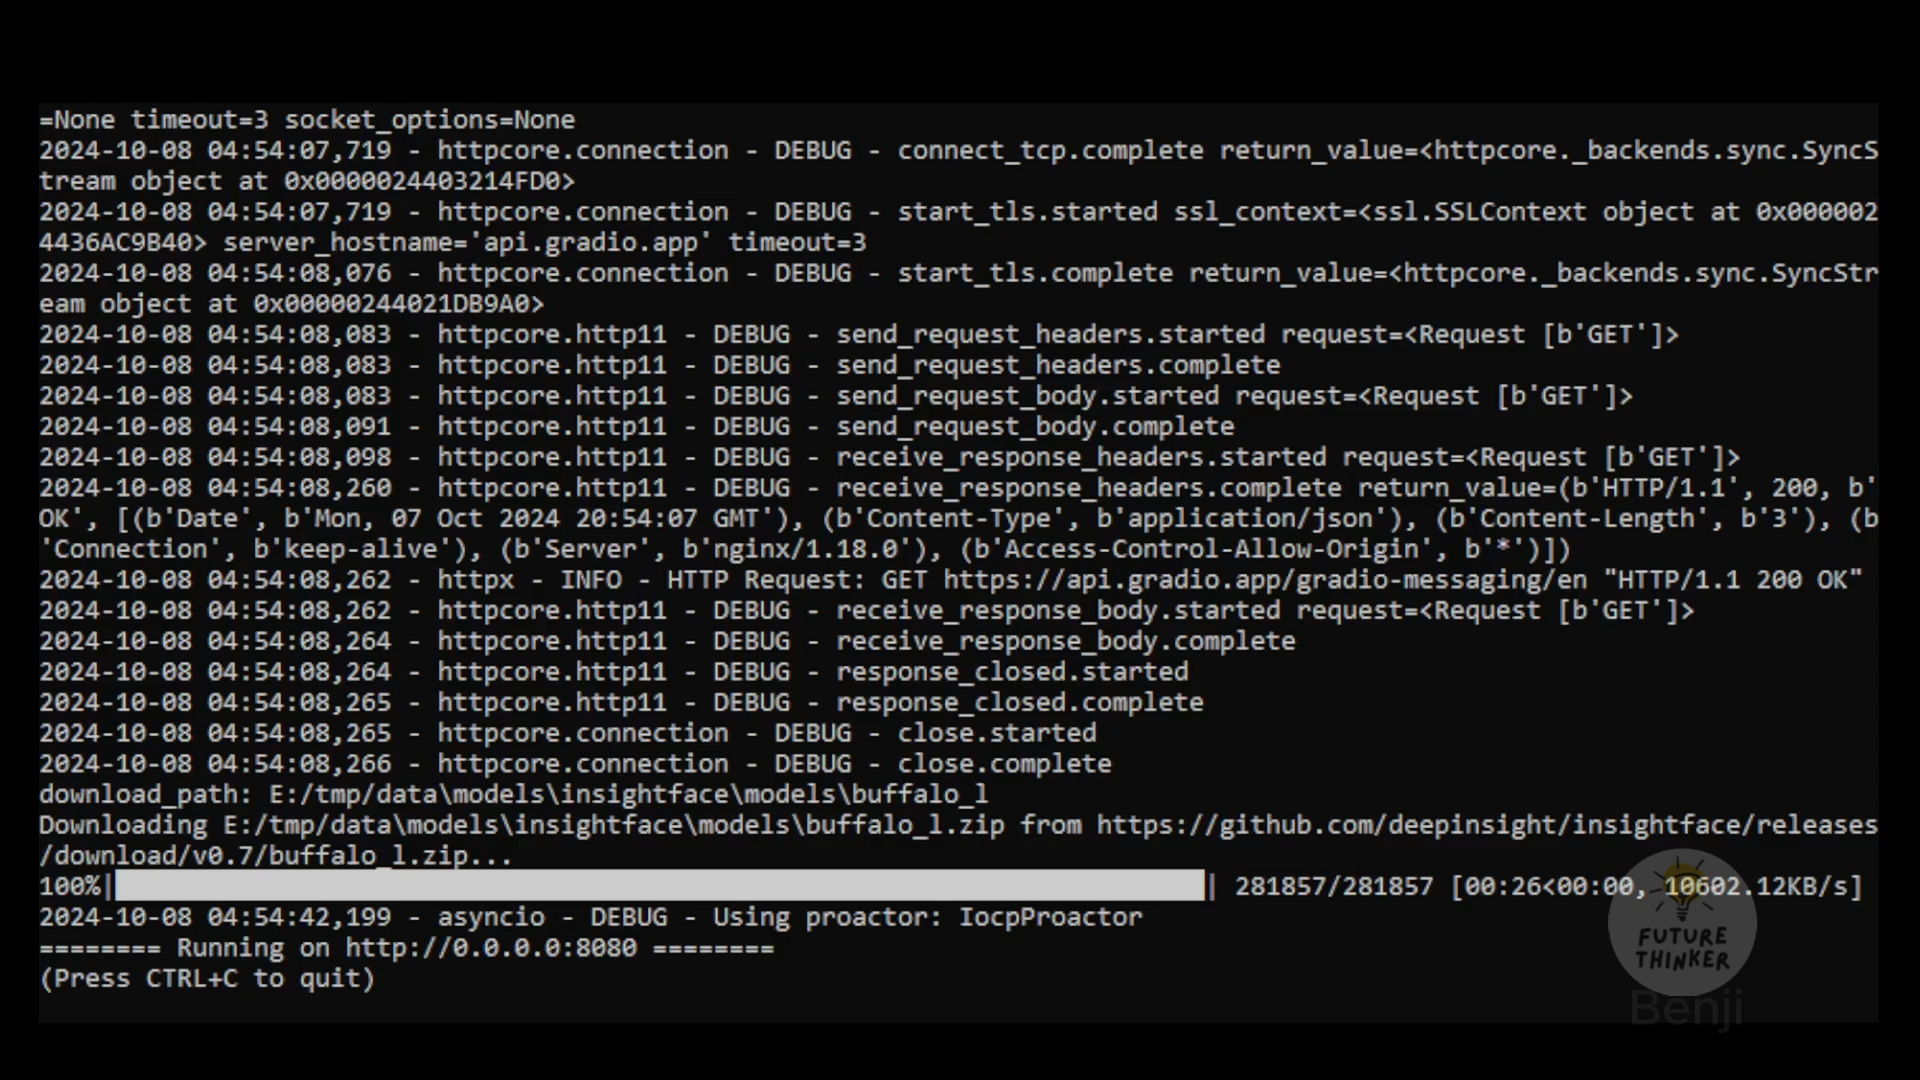 =None timeout=3 socket_options=None
2024-10-08 04:54:07,719 - httpcore.connection - DEBUG - connect_tcp.complete return_value=<httpcore._backends.sync.SyncS
tream object at 0x0000024403214FD0>
2024-10-08 04:54:07,719 - httpcore.connection - DEBUG - start_tls.started ssl_context=<ssl.SSLContext object at 0x000002
4436AC9B40> server_hostname='api.gradio.app' timeout=3
2024-10-08 04:54:08,076 - httpcore.connection - DEBUG - start_tls.complete return_value=<httpcore._backends.sync.SyncStr
eam object at 0x00000244021DB9A0>
2024-10-08 04:54:08,083 - httpcore.http11 - DEBUG - send_request_headers.started request=<Request [b'GET']>
2024-10-08 04:54:08,083 - httpcore.http11 - DEBUG - send_request_headers.complete
2024-10-08 04:54:08,083 - httpcore.http11 - DEBUG - send_request_body.started request=<Request [b'GET']>
2024-10-08 04:54:08,091 - httpcore.http11 - DEBUG - send_request_body.complete
2024-10-08 04:54:08,098 - httpcore.http11 - DEBUG - receive_response_headers.started request=<Request [b'GET']>
2024-10-08 04:54:08,260 - httpcore.http11 - DEBUG - receive_response_headers.complete return_value=(b'HTTP/1.1', 200, b'
OK', [(b'Date', b'Mon, 07 Oct 2024 20:54:07 GMT'), (b'Content-Type', b'application/json'), (b'Content-Length', b'3'), (b
'Connection', b'keep-alive'), (b'Server', b'nginx/1.18.0'), (b'Access-Control-Allow-Origin', b'*')])
2024-10-08 04:54:08,262 - httpx - INFO - HTTP Request: GET https://api.gradio.app/gradio-messaging/en "HTTP/1.1 200 OK"
2024-10-08 04:54:08,262 - httpcore.http11 - DEBUG - receive_response_body.started request=<Request [b'GET']>
2024-10-08 04:54:08,264 - httpcore.http11 - DEBUG - receive_response_body.complete
2024-10-08 04:54:08,264 - httpcore.http11 - DEBUG - response_closed.started
2024-10-08 04:54:08,265 - httpcore.http11 - DEBUG - response_closed.complete
2024-10-08 04:54:08,265 - httpcore.connection - DEBUG - close.started
2024-10-08 04:54:08,266 - httpcore.connection - DEBUG - close.complete
download_path: E:/tmp/data\models\insightface\models\buffalo_l
Downloading E:/tmp/data\models\insightface\models\buffalo_l.zip from https://github.com/deepinsight/insightface/releases
/download/v0.7/buffalo_l.zip...
100%| | 281857/281857 [00:26<00:00, 10602.12KB/s]
2024-10-08 04:54:42,199 - asyncio - DEBUG - Using proactor: IocpProactor
======== Running on http://0.0.0.0:8080 ========
(Press CTRL+C to quit)
FUTURE
THINKER
Benji